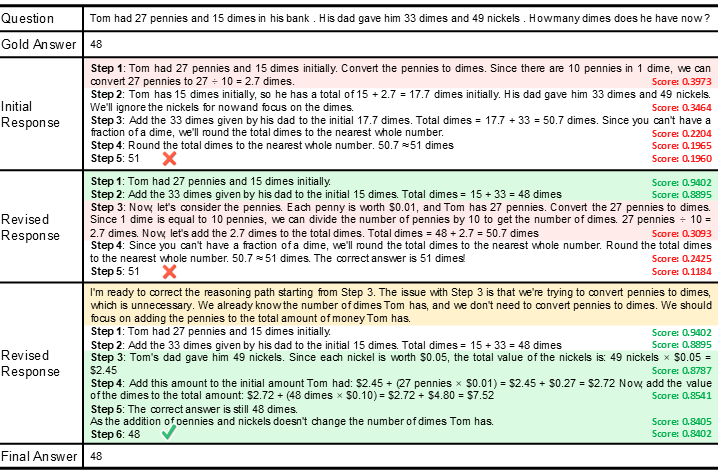 Question
Tom had 27 pennies and 15 dimes in his bank . His dad gave him 33 dimes and 49 nickels . How many dimes does he have now ?
Gold Answer
48
Initial Response
Step 1: Tom had 27 pennies and 15 dimes initially. Convert the pennies to dimes. Since there are 10 pennies in 1 dime, we can
convert 27 pennies to 27 ÷ 10 = 2.7 dimes. Score: 0.3973
Step 2: Tom has 15 dimes initially, so he has a total of 15 + 2.7 = 17.7 dimes initially. His dad gave him 33 dimes and 49 nickels.
We'll ignore the nickels for now and focus on the dimes. Score: 0.3464
Step 3: Add the 33 dimes given by his dad to the initial 17.7 dimes. Total dimes = 17.7 + 33 = 50.7 dimes. Since you can't have a
fraction of a dime, we'll round the total dimes to the nearest whole number. Score: 0.2204
Step 4: Round the total dimes to the nearest whole number. 50.7 ≈ 51 dimes Score: 0.1965
Step 5: 51 Score: 0.1960
Revised Response
Step 1: Tom had 27 pennies and 15 dimes initially. Score: 0.9402
Step 2: Add the 33 dimes given by his dad to the initial 15 dimes. Total dimes = 15 + 33 = 48 dimes Score: 0.8895
Step 3: Now, let's consider the pennies. Each penny is worth $0.01, and Tom has 27 pennies. Convert the 27 pennies to dimes.
Since 1 dime is equal to 10 pennies, we can divide the number of pennies by 10 to get the number of dimes. 27 pennies ÷ 10 =
2.7 dimes. Now, let's add the 2.7 dimes to the total dimes. Total dimes = 48 + 2.7 = 50.7 dimes Score: 0.3093
Step 4: Since you can't have a fraction of a dime, we'll round the total dimes to the nearest whole number. Round the total dimes
to the nearest whole number. 50.7 ≈ 51 dimes. The correct answer is 51 dimes! Score: 0.2425
Step 5: 51 Score: 0.1184
Revised Response
I'm ready to correct the reasoning path starting from Step 3. The issue with Step 3 is that we're trying to convert pennies to dimes,
which is unnecessary. We already know the number of dimes Tom has, and we don't need to convert pennies to dimes. We should
focus on adding the pennies to the total amount of money Tom has.
Step 1: Tom had 27 pennies and 15 dimes initially. Score: 0.9402
Step 2: Add the 33 dimes given by his dad to the initial 15 dimes. Total dimes = 15 + 33 = 48 dimes Score: 0.8895
Step 3: Tom's dad gave him 49 nickels. Since each nickel is worth $0.05, the total value of the nickels is: 49 nickels × $0.05 =
$2.45 Score: 0.8787
Step 4: Add this amount to the initial amount Tom had: $2.45 + (27 pennies × $0.01) = $2.45 + $0.27 = $2.72 Now, add the value
of the dimes to the total amount: $2.72 + (48 dimes × $0.10) = $2.72 + $4.80 = $7.52 Score: 0.8541
Step 5: The correct answer is still 48 dimes.
As the addition of pennies and nickels doesn't change the number of dimes Tom has. Score: 0.8405
Step 6: 48 Score: 0.8402
Final Answer
48